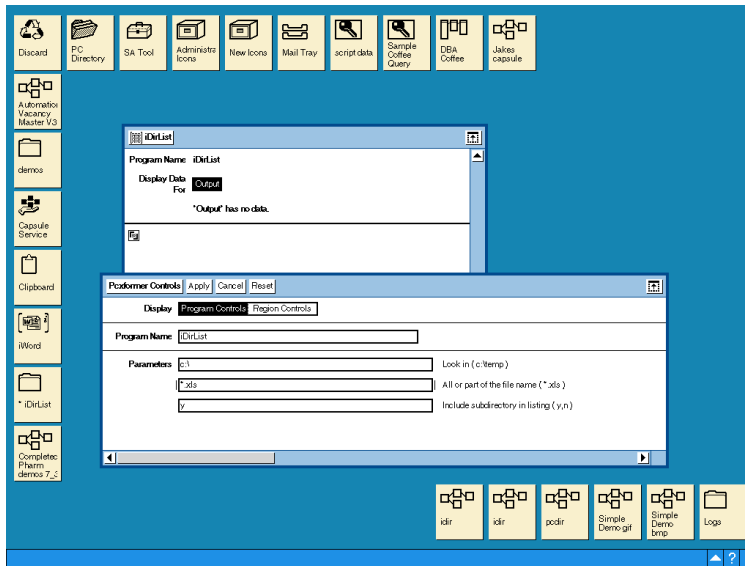 Discard
PC
Directory
SA Tool
Administra
Icons
New Icons
Mail Tray
script data
Sample
Coffee
Query
DBA
Coffee
Jakes
capsule
Automatio
Vacancy
Master V3
demos
Capsule
Service
Clipboard
iWord
* iDirList
Completed
Pharm
demos 7_3
iDirList
Program Name iDirList
Display Data
For Output
"Output" has no data.
Pcxformer Controls Apply Cancel Reset
Display Program Controls Region Controls
Program Name iDirList
Parameters c:\ Look in ( c:\temp )
*.xls All or part of the file name ( *.xls )
y Include subdirectory in listing ( y,n )
idir
idir
pcdir
Simple
Demo gif
Simple
Demo
bmp
Logs
?